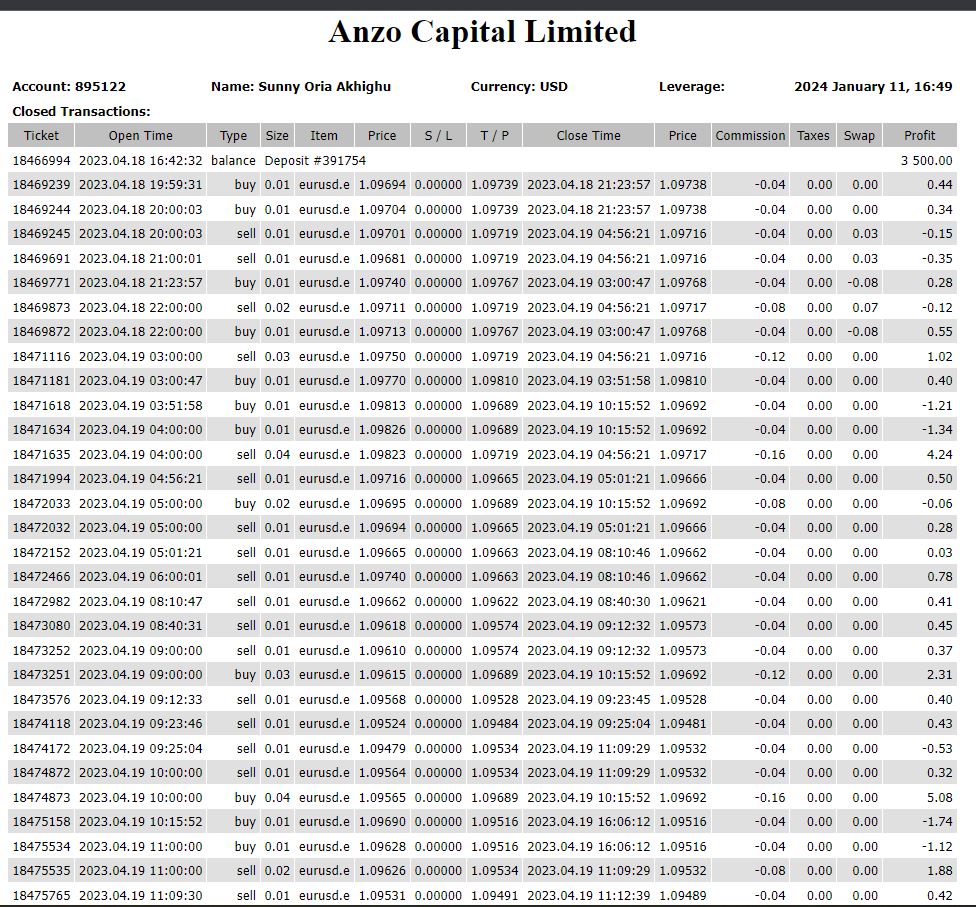 Anzo Capital Limited
Account: 895122 Name: Sunny Oria Akhighu Currency: USD Leverage: 2024 January 11, 16:49
Closed Transactions:
Ticket Open Time Type Size Item Price S / L T / P Close Time Price Commission Taxes Swap Profit
18466994 2023.04.18 16:42:32 balance Deposit #391754 3 500.00
18469239 2023.04.18 19:59:31 buy 0.01 eurusd.e 1.09694 0.00000 1.09739 2023.04.18 21:23:57 1.09738 -0.04 0.00 0.00 0.44
18469244 2023.04.18 20:00:03 buy 0.01 eurusd.e 1.09704 0.00000 1.09739 2023.04.18 21:23:57 1.09738 -0.04 0.00 0.00 0.34
18469245 2023.04.18 20:00:03 sell 0.01 eurusd.e 1.09701 0.00000 1.09719 2023.04.19 04:56:21 1.09716 -0.04 0.00 0.03 -0.15
18469691 2023.04.18 21:00:01 sell 0.01 eurusd.e 1.09681 0.00000 1.09719 2023.04.19 04:56:21 1.09716 -0.04 0.00 0.03 -0.35
18469771 2023.04.18 21:23:57 buy 0.01 eurusd.e 1.09740 0.00000 1.09767 2023.04.19 03:00:47 1.09768 -0.04 0.00 -0.08 0.28
18469873 2023.04.18 22:00:00 sell 0.02 eurusd.e 1.09711 0.00000 1.09719 2023.04.19 04:56:21 1.09717 -0.08 0.00 0.07 -0.12
18469872 2023.04.18 22:00:00 buy 0.01 eurusd.e 1.09713 0.00000 1.09767 2023.04.19 03:00:47 1.09768 -0.04 0.00 -0.08 0.55
18471116 2023.04.19 03:00:00 sell 0.03 eurusd.e 1.09750 0.00000 1.09719 2023.04.19 04:56:21 1.09716 -0.12 0.00 0.00 1.02
18471181 2023.04.19 03:00:47 buy 0.01 eurusd.e 1.09770 0.00000 1.09810 2023.04.19 03:51:58 1.09810 -0.04 0.00 0.00 0.40
18471618 2023.04.19 03:51:58 buy 0.01 eurusd.e 1.09813 0.00000 1.09689 2023.04.19 10:15:52 1.09692 -0.04 0.00 0.00 -1.21
18471634 2023.04.19 04:00:00 buy 0.01 eurusd.e 1.09826 0.00000 1.09689 2023.04.19 10:15:52 1.09692 -0.04 0.00 0.00 -1.34
18471635 2023.04.19 04:00:00 sell 0.04 eurusd.e 1.09823 0.00000 1.09719 2023.04.19 04:56:21 1.09717 -0.16 0.00 0.00 4.24
18471994 2023.04.19 04:56:21 sell 0.01 eurusd.e 1.09716 0.00000 1.09665 2023.04.19 05:01:21 1.09666 -0.04 0.00 0.00 0.50
18472033 2023.04.19 05:00:00 buy 0.02 eurusd.e 1.09695 0.00000 1.09689 2023.04.19 10:15:52 1.09692 -0.08 0.00 0.00 -0.06
18472032 2023.04.19 05:00:00 sell 0.01 eurusd.e 1.09694 0.00000 1.09665 2023.04.19 05:01:21 1.09666 -0.04 0.00 0.00 0.28
18472152 2023.04.19 05:01:21 sell 0.01 eurusd.e 1.09665 0.00000 1.09663 2023.04.19 08:10:46 1.09662 -0.04 0.00 0.00 0.03
18472466 2023.04.19 06:00:01 sell 0.01 eurusd.e 1.09740 0.00000 1.09663 2023.04.19 08:10:46 1.09662 -0.04 0.00 0.00 0.78
18472982 2023.04.19 08:10:47 sell 0.01 eurusd.e 1.09662 0.00000 1.09622 2023.04.19 08:40:30 1.09621 -0.04 0.00 0.00 0.41
18473080 2023.04.19 08:40:31 sell 0.01 eurusd.e 1.09618 0.00000 1.09574 2023.04.19 09:12:32 1.09573 -0.04 0.00 0.00 0.45
18473252 2023.04.19 09:00:00 sell 0.01 eurusd.e 1.09610 0.00000 1.09574 2023.04.19 09:12:32 1.09573 -0.04 0.00 0.00 0.37
18473251 2023.04.19 09:00:00 buy 0.03 eurusd.e 1.09615 0.00000 1.09689 2023.04.19 10:15:52 1.09692 -0.12 0.00 0.00 2.31
18473576 2023.04.19 09:12:33 sell 0.01 eurusd.e 1.09568 0.00000 1.09528 2023.04.19 09:23:45 1.09528 -0.04 0.00 0.00 0.40
18474118 2023.04.19 09:23:46 sell 0.01 eurusd.e 1.09524 0.00000 1.09484 2023.04.19 09:25:04 1.09481 -0.04 0.00 0.00 0.43
18474172 2023.04.19 09:25:04 sell 0.01 eurusd.e 1.09479 0.00000 1.09534 2023.04.19 11:09:29 1.09532 -0.04 0.00 0.00 -0.53
18474872 2023.04.19 10:00:00 sell 0.01 eurusd.e 1.09564 0.00000 1.09534 2023.04.19 11:09:29 1.09532 -0.04 0.00 0.00 0.32
18474873 2023.04.19 10:00:00 buy 0.04 eurusd.e 1.09565 0.00000 1.09689 2023.04.19 10:15:52 1.09692 -0.16 0.00 0.00 5.08
18475158 2023.04.19 10:15:52 buy 0.01 eurusd.e 1.09690 0.00000 1.09516 2023.04.19 16:06:12 1.09516 -0.04 0.00 0.00 -1.74
18475534 2023.04.19 11:00:00 buy 0.01 eurusd.e 1.09628 0.00000 1.09516 2023.04.19 16:06:12 1.09516 -0.04 0.00 0.00 -1.12
18475535 2023.04.19 11:00:00 sell 0.02 eurusd.e 1.09626 0.00000 1.09534 2023.04.19 11:09:29 1.09532 -0.08 0.00 0.00 1.88
18475765 2023.04.19 11:09:30 sell 0.01 eurusd.e 1.09531 0.00000 1.09491 2023.04.19 11:12:39 1.09489 -0.04 0.00 0.00 0.42